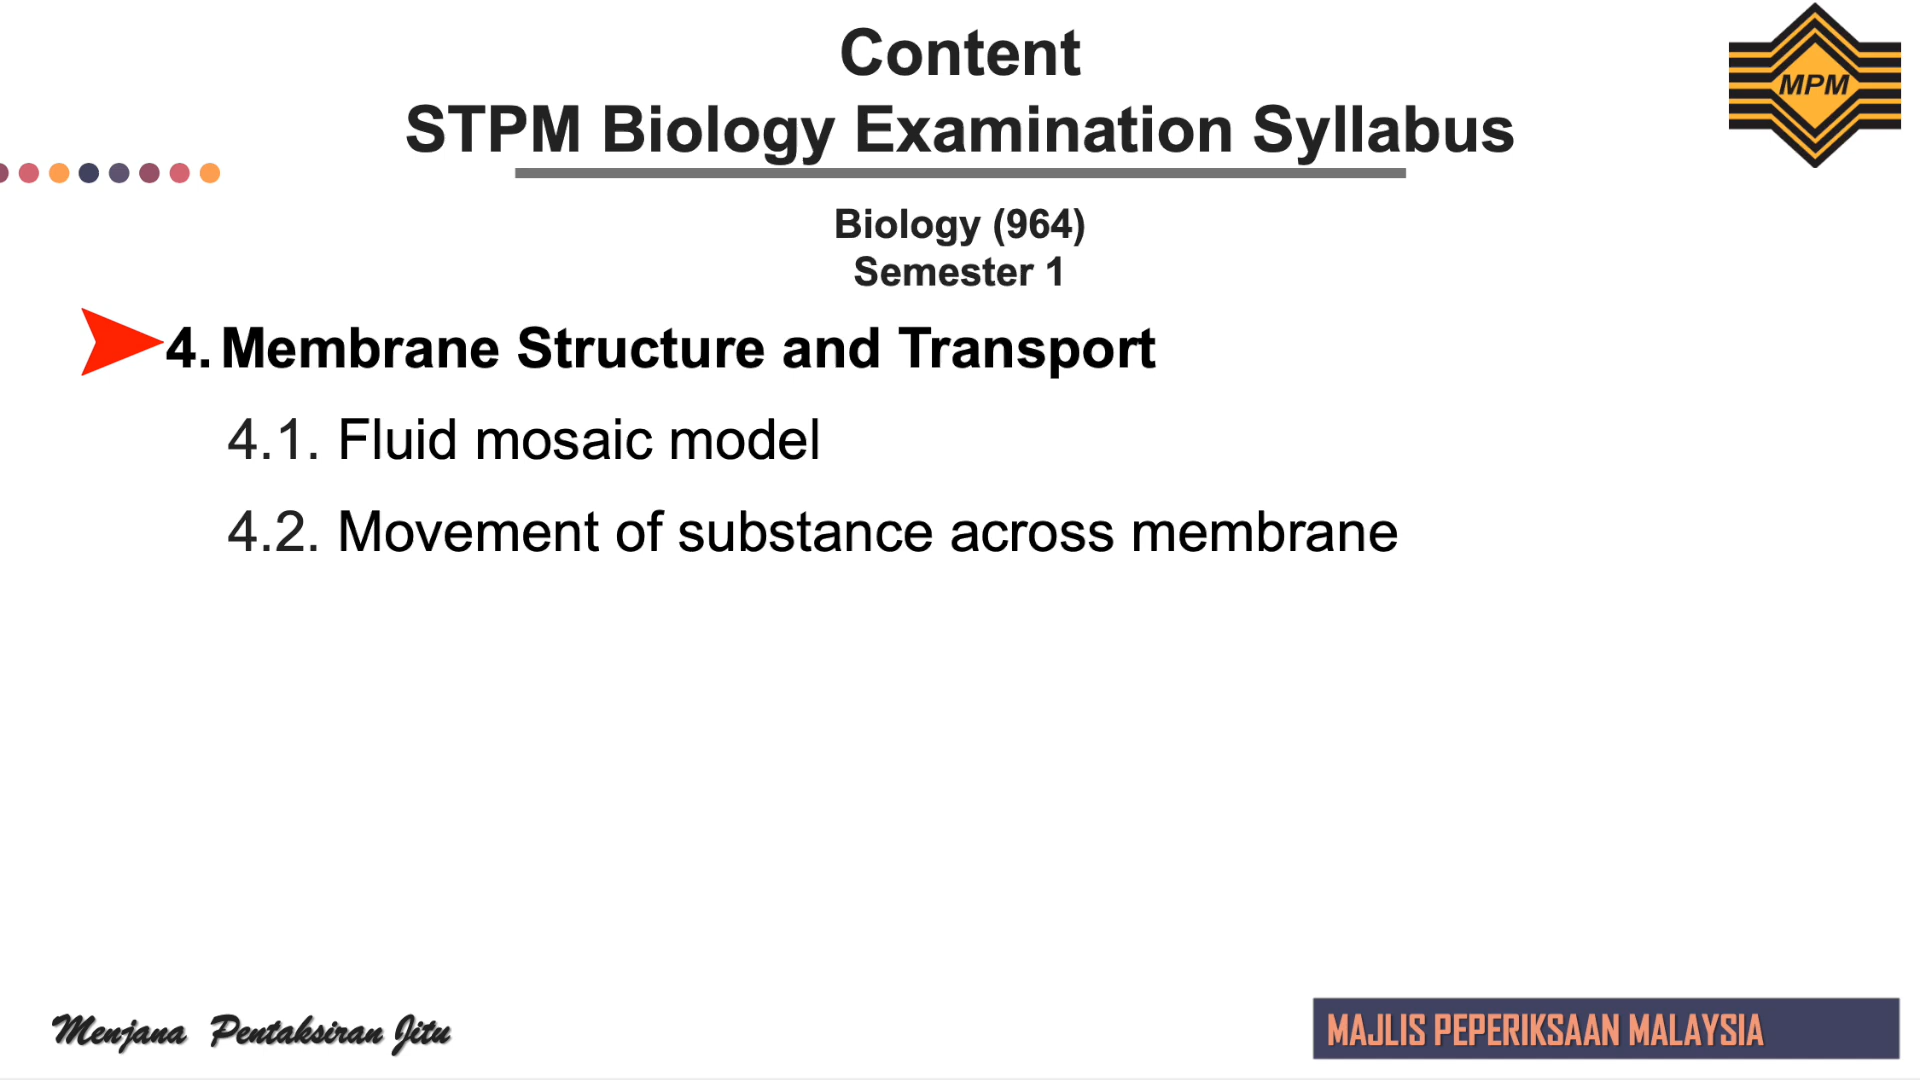 Content
STPM Biology Examination Syllabus
MPM
Biology (964)
Semester 1
4. Membrane Structure and Transport
4.1. Fluid mosaic model
4.2. Movement of substance across membrane
Menjana Pentaksiran Jitu
MAJLIS PEPERIKSAAN MALAYSIA